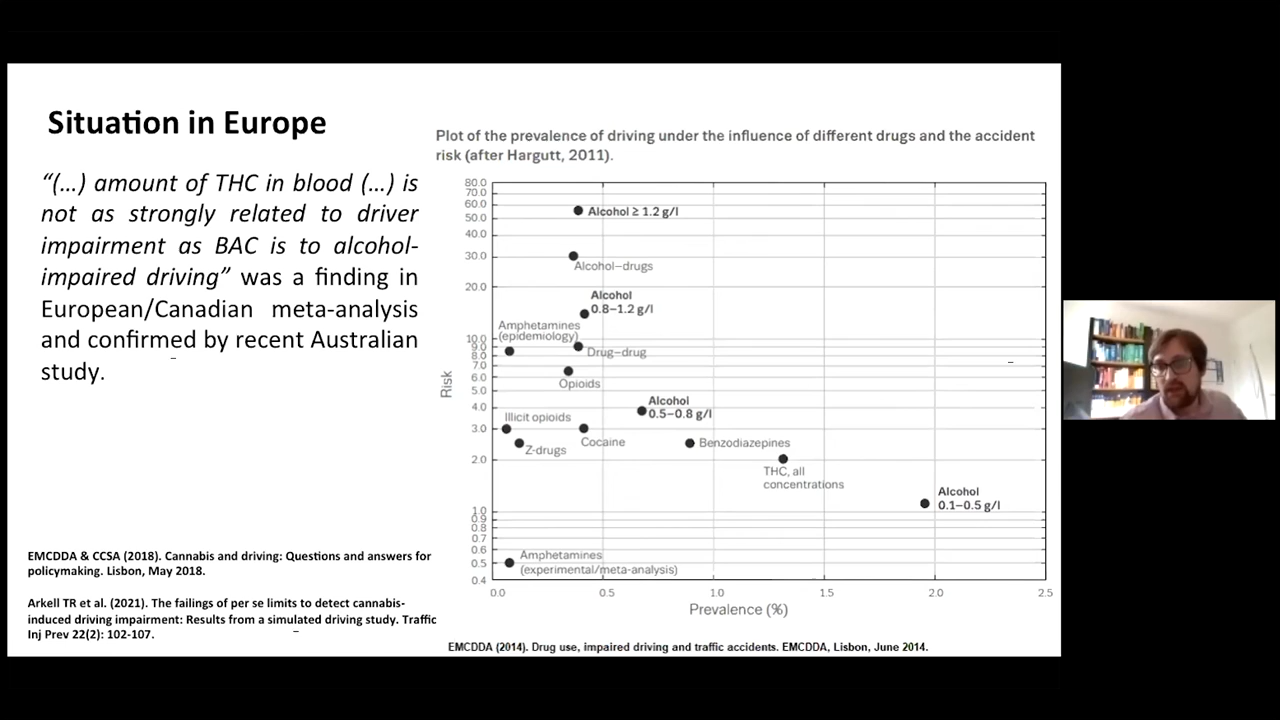 Situation in Europe
“(…) amount of THC in blood (…) is
not as strongly related to driver
impairment as BAC is to alcohol-
impaired driving” was a finding in
European/Canadian meta-analysis
and confirmed by recent Australian
study.
EMCDDA & CCSA (2018). Cannabis and driving: Questions and answers for
policymaking. Lisbon, May 2018.
Arkell TR et al. (2021). The failings of per se limits to detect cannabis-
induced driving impairment: Results from a simulated driving study. Traffic
Inj Prev 22(2): 102-107.
Plot of the prevalence of driving under the influence of different drugs and the accident
risk (after Hargutt, 2011).
80.0
70.0
60.0
50.0
40.0
30.0
20.0
10.0
9.0
8.0
7.0
6.0
5.0
4.0
3.0
2.0
1.0
0.9
0.8
0.7
0.6
0.5
0.4
Risk
Alcohol ≥ 1.2 g/l
Alcohol–drugs
Alcohol
0.8–1.2 g/l
Amphetamines
(epidemiology)
Drug–drug
Opioids
Alcohol
0.5–0.8 g/l
Illicit opioids
Cocaine
Z-drugs
Benzodiazepines
THC, all
concentrations
Alcohol
0.1–0.5 g/l
Amphetamines
(experimental/meta-analysis)
0.0 0.5 1.0 1.5 2.0 2.5
Prevalence (%)
EMCDDA (2014). Drug use, impaired driving and traffic accidents. EMCDDA, Lisbon, June 2014.